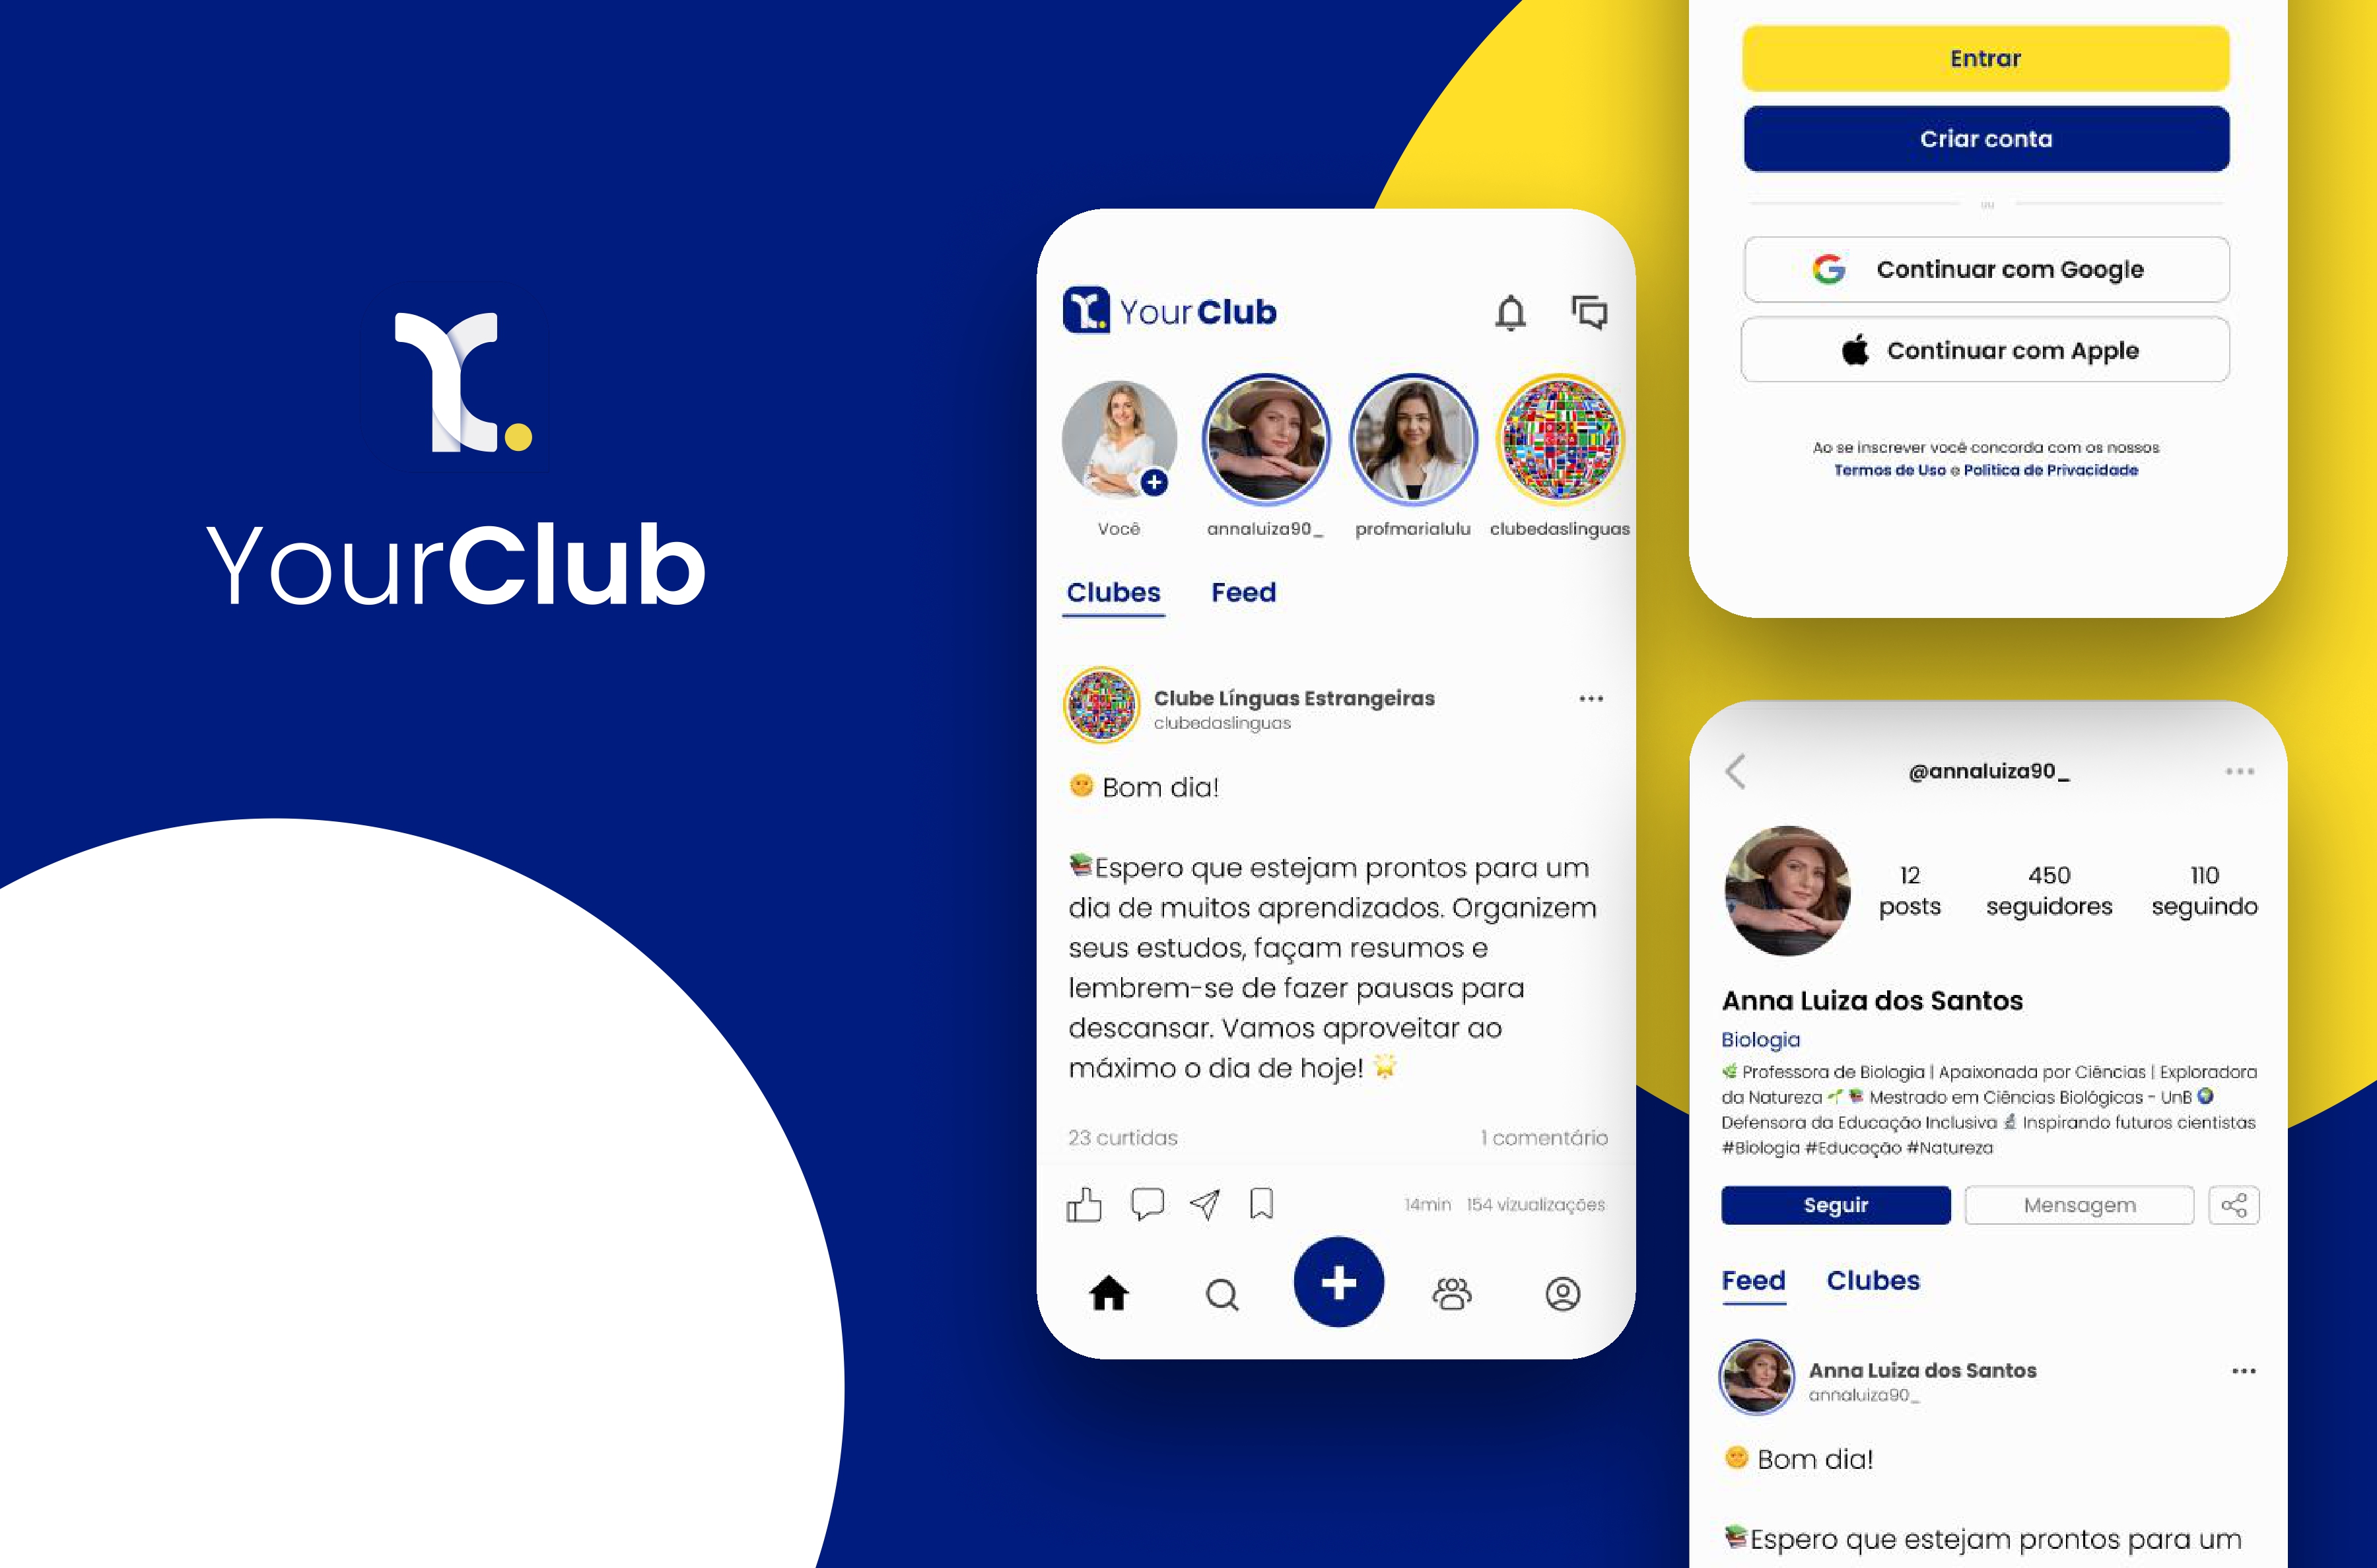 YourClub
YourClub
Você
annaluiza90_
profmarialulu
clubedaslinguas
Clubes
Feed
Clube Línguas Estrangeiras
clubedaslinguas
🌞 Bom dia!
📚Espero que estejam prontos para um
dia de muitos aprendizados. Organizem
seus estudos, façam resumos e
lembrem-se de fazer pausas para
descansar. Vamos aproveitar ao
máximo o dia de hoje! 🌟
23 curtidas
1 comentário
14min
154 vizualizações
Entrar
Criar conta
ou
Continuar com Google
Continuar com Apple
Ao se inscrever você concorda com os nossos
Termos de Uso e Política de Privacidade
@annaluiza90_
12
posts
450
seguidores
110
seguindo
Anna Luiza dos Santos
Biologia
🌿 Professora de Biologia | Apaixonada por Ciências | Exploradora
da Natureza 🌱 📚 Mestrado em Ciências Biológicas - UnB 🌍
Defensora da Educação Inclusiva 🔬 Inspirando futuros cientistas
#Biologia #Educação #Natureza
Seguir
Mensagem
Feed
Clubes
Anna Luiza dos Santos
annaluiza90_
🌞 Bom dia!
📚Espero que estejam prontos para um